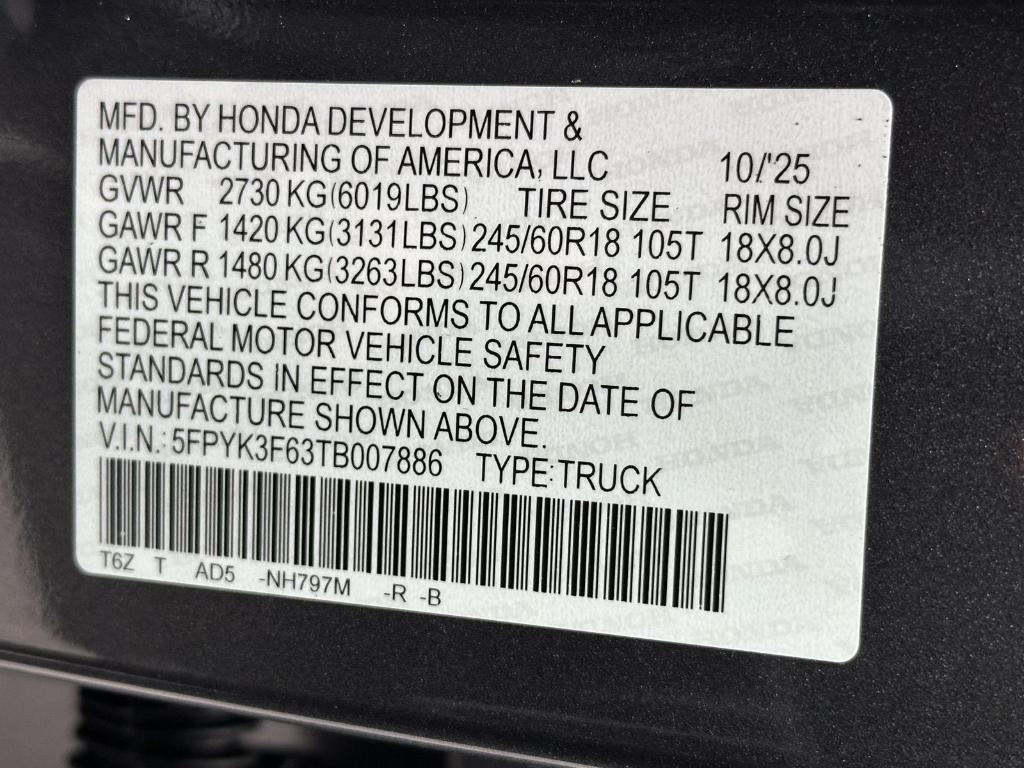 MFD. BY HONDA DEVELOPMENT &
MANUFACTURING OF AMERICA, LLC 10/'25
GVWR 2730 KG(6019LBS) TIRE SIZE RIM SIZE
GAWR F 1420 KG(3131LBS) 245/60R18 105T 18X8.0J
GAWR R 1480 KG(3263LBS) 245/60R18 105T 18X8.0J
THIS VEHICLE CONFORMS TO ALL APPLICABLE
FEDERAL MOTOR VEHICLE SAFETY
STANDARDS IN EFFECT ON THE DATE OF
MANUFACTURE SHOWN ABOVE.
V.I.N.: 5FPYK3F63TB007886 TYPE:TRUCK
T6Z T AD5 -NH797M -R -B